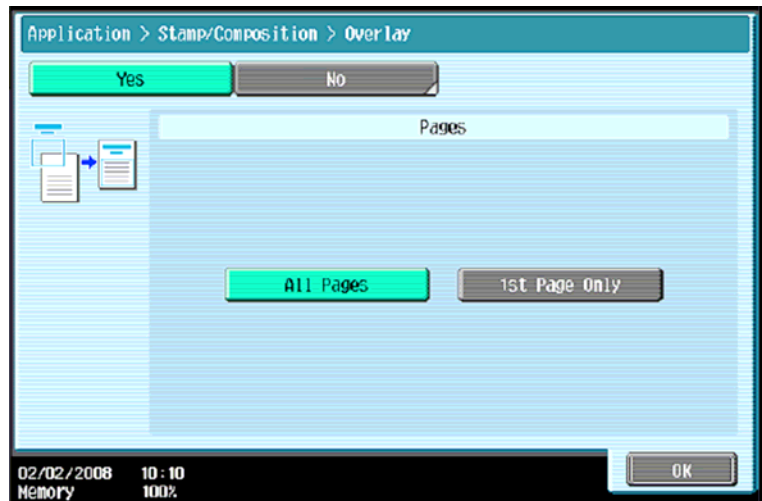 Application > Stamp/Composition > Overlay
Yes No
Pages
All Pages 1st Page Only
02/02/2008 10:10
Memory 100%
OK